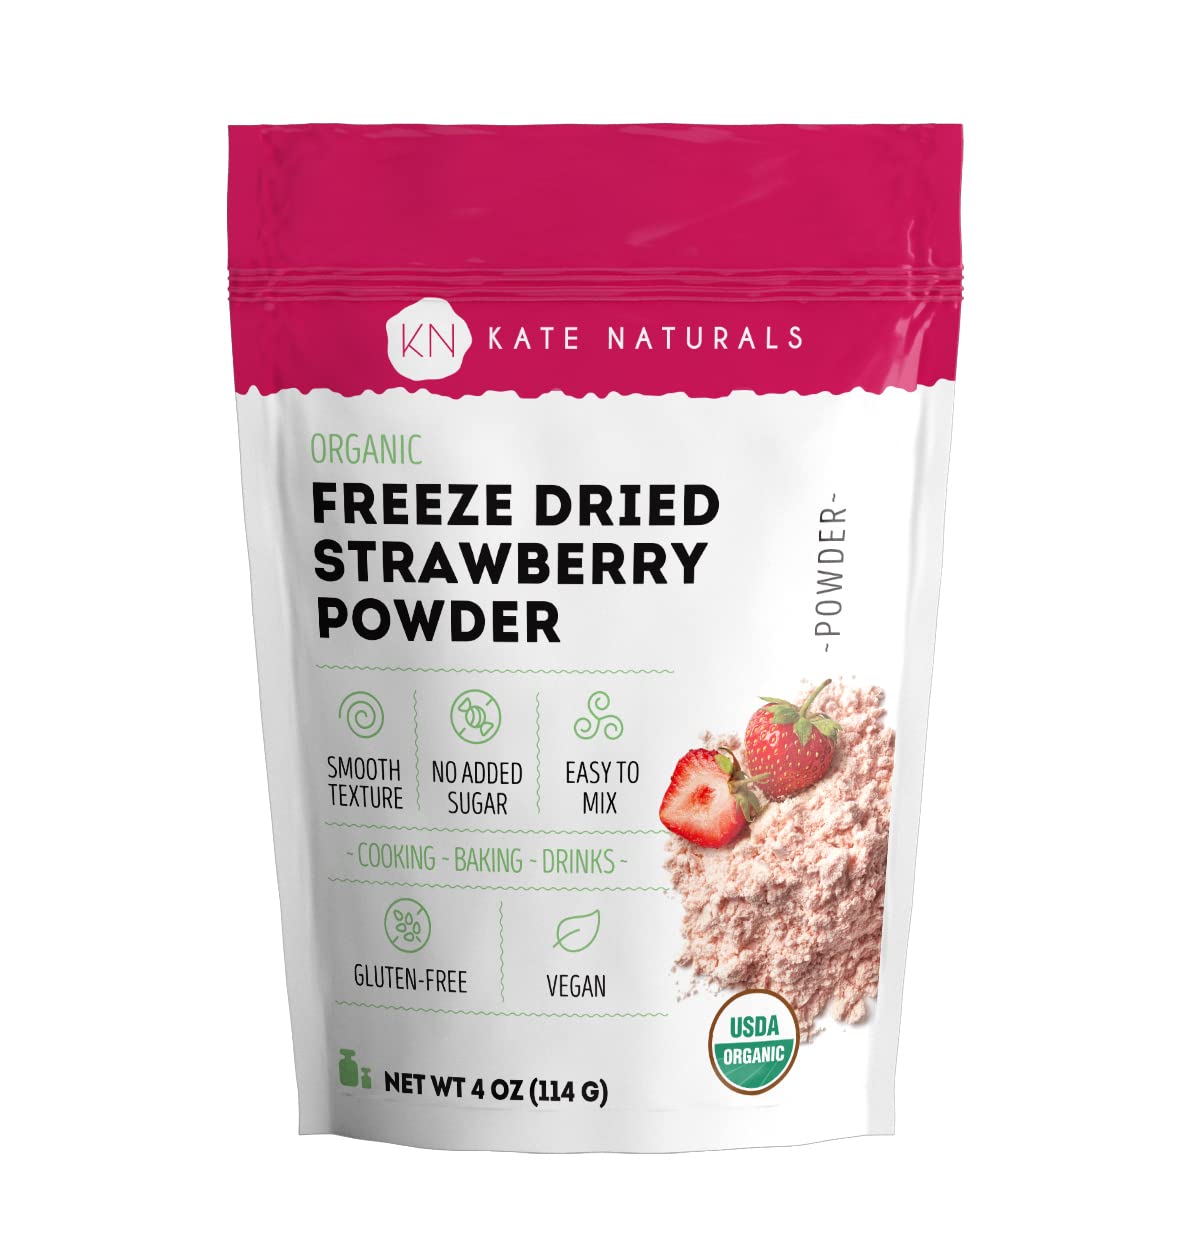 KN KATE NATURALS
ORGANIC
FREEZE DRIED
STRAWBERRY
POWDER
~POWDER~
SMOOTH
TEXTURE
NO ADDED
SUGAR
EASY TO
MIX
~ COOKING ~ BAKING ~ DRINKS ~
GLUTEN-FREE
VEGAN
USDA
ORGANIC
NET WT 4 OZ (114 G)